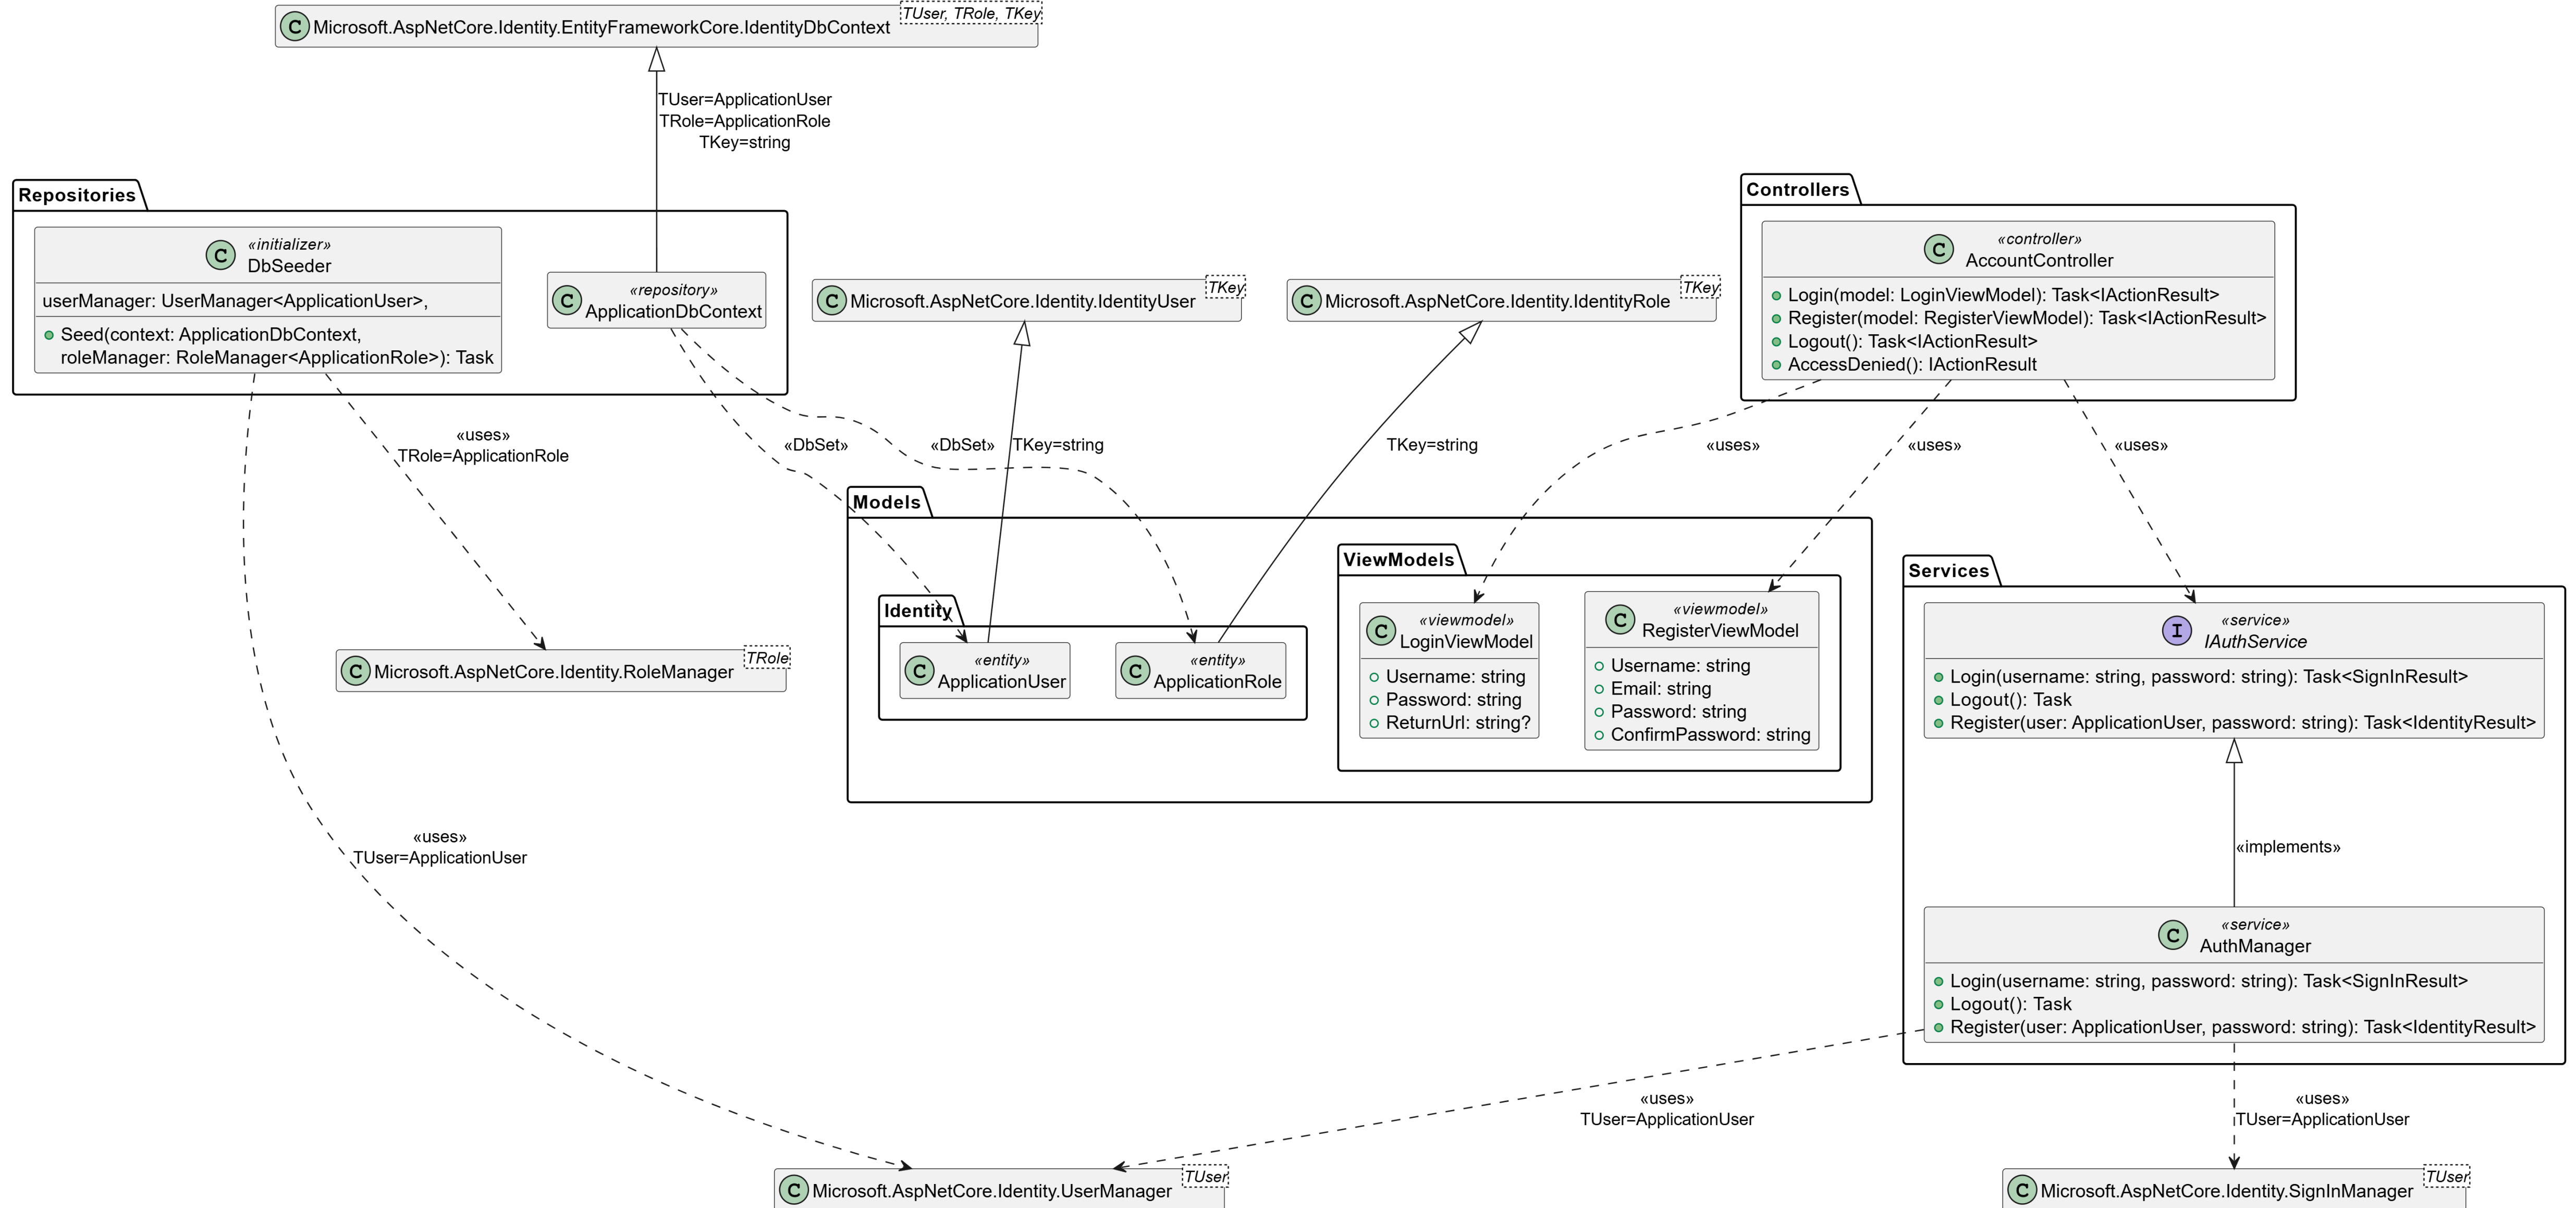 Microsoft.AspNetCore.Identity.EntityFrameworkCore.IdentityDbContext
TUser, TRole, TKey
TUser=ApplicationUser
TRole=ApplicationRole
TKey=string
Repositories
«initializer»
DbSeeder
userManager: UserManager<ApplicationUser>,
Seed(context: ApplicationDbContext,
roleManager: RoleManager<ApplicationRole>): Task
«repository»
ApplicationDbContext
Microsoft.AspNetCore.Identity.IdentityUser
TKey
Microsoft.AspNetCore.Identity.IdentityRole
TKey
Controllers
«controller»
AccountController
Login(model: LoginViewModel): Task<IActionResult>
Register(model: RegisterViewModel): Task<IActionResult>
Logout(): Task<IActionResult>
AccessDenied(): IActionResult
«uses»
TRole=ApplicationRole
«DbSet»
«DbSet»
TKey=string
TKey=string
«uses»
«uses»
«uses»
Models
Identity
«entity»
ApplicationUser
«entity»
ApplicationRole
ViewModels
«viewmodel»
LoginViewModel
Username: string
Password: string
ReturnUrl: string?
«viewmodel»
RegisterViewModel
Username: string
Email: string
Password: string
ConfirmPassword: string
Services
«service»
IAuthService
Login(username: string, password: string): Task<SignInResult>
Logout(): Task
Register(user: ApplicationUser, password: string): Task<IdentityResult>
Microsoft.AspNetCore.Identity.RoleManager
TRole
«uses»
TUser=ApplicationUser
«implements»
«service»
AuthManager
Login(username: string, password: string): Task<SignInResult>
Logout(): Task
Register(user: ApplicationUser, password: string): Task<IdentityResult>
«uses»
TUser=ApplicationUser
«uses»
TUser=ApplicationUser
Microsoft.AspNetCore.Identity.UserManager
TUser
Microsoft.AspNetCore.Identity.SignInManager
TUser